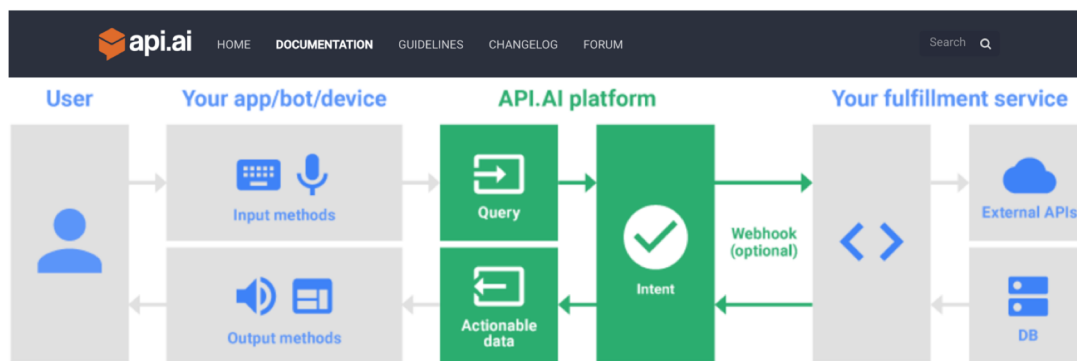 api.ai HOME DOCUMENTATION GUIDELINES CHANGELOG FORUM Search
User Your app/bot/device API.AI platform Your fulfillment service
Input methods
Query
External APIs
Webhook
(optional)
Intent
Output methods
Actionable
data
DB